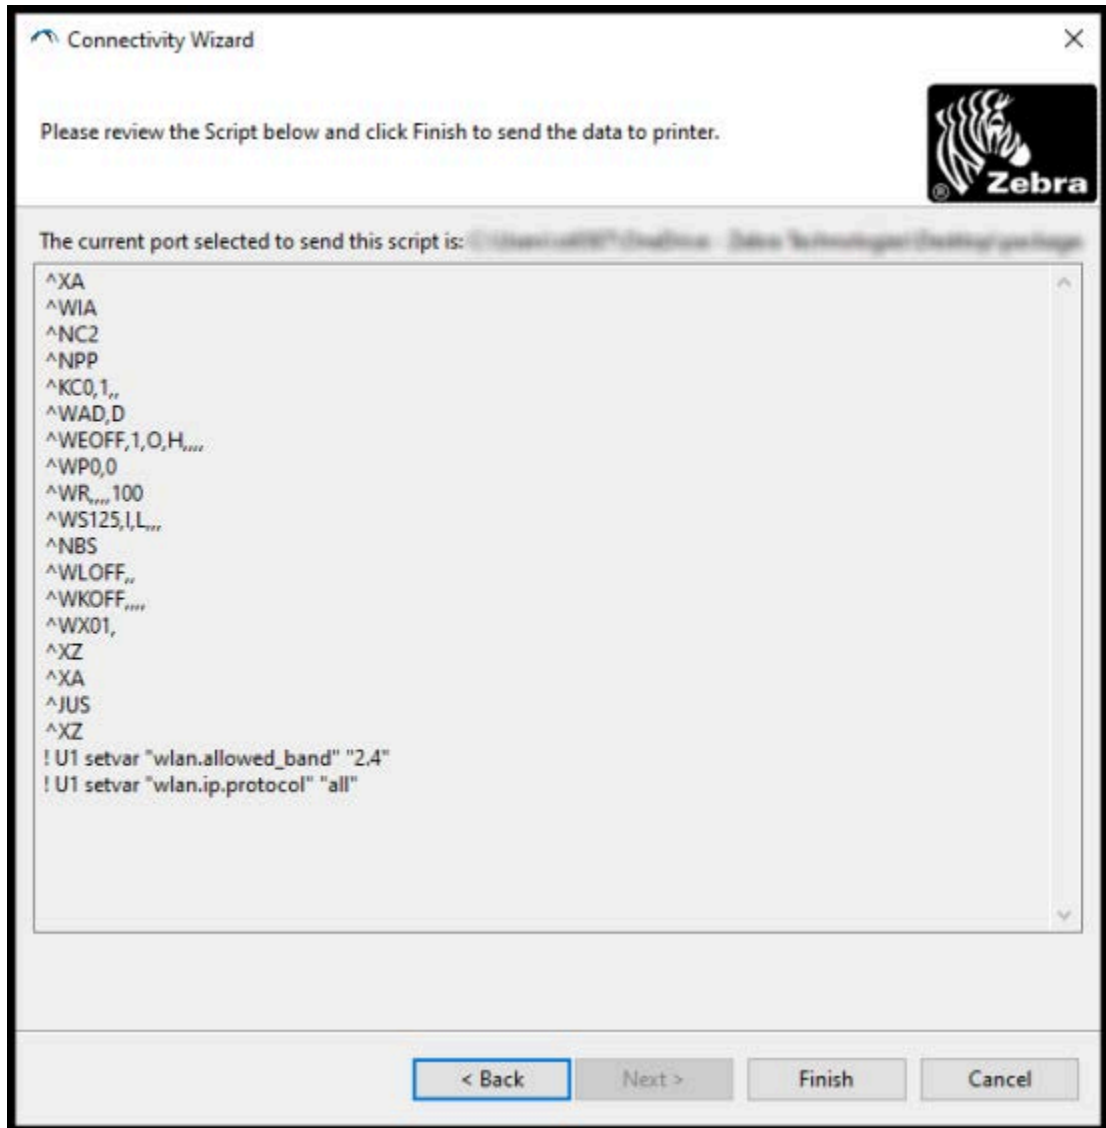 Connectivity Wizard
Please review the Script below and click Finish to send the data to printer.
® Zebra
The current port selected to send this script is:
^XA
^WIA
^NC2
^NPP
^KC0,1,,
^WAD,D
^WEOFF,1,O,H,,,,
^WP0,0
^WR,,,,100
^WS125,I,L,,,
^NBS
^WLOFF,,
^WKOFF,,,,
^WX01,
^XZ
^XA
^JUS
^XZ
! U1 setvar "wlan.allowed_band" "2.4"
! U1 setvar "wlan.ip.protocol" "all"
< Back
Next >
Finish
Cancel